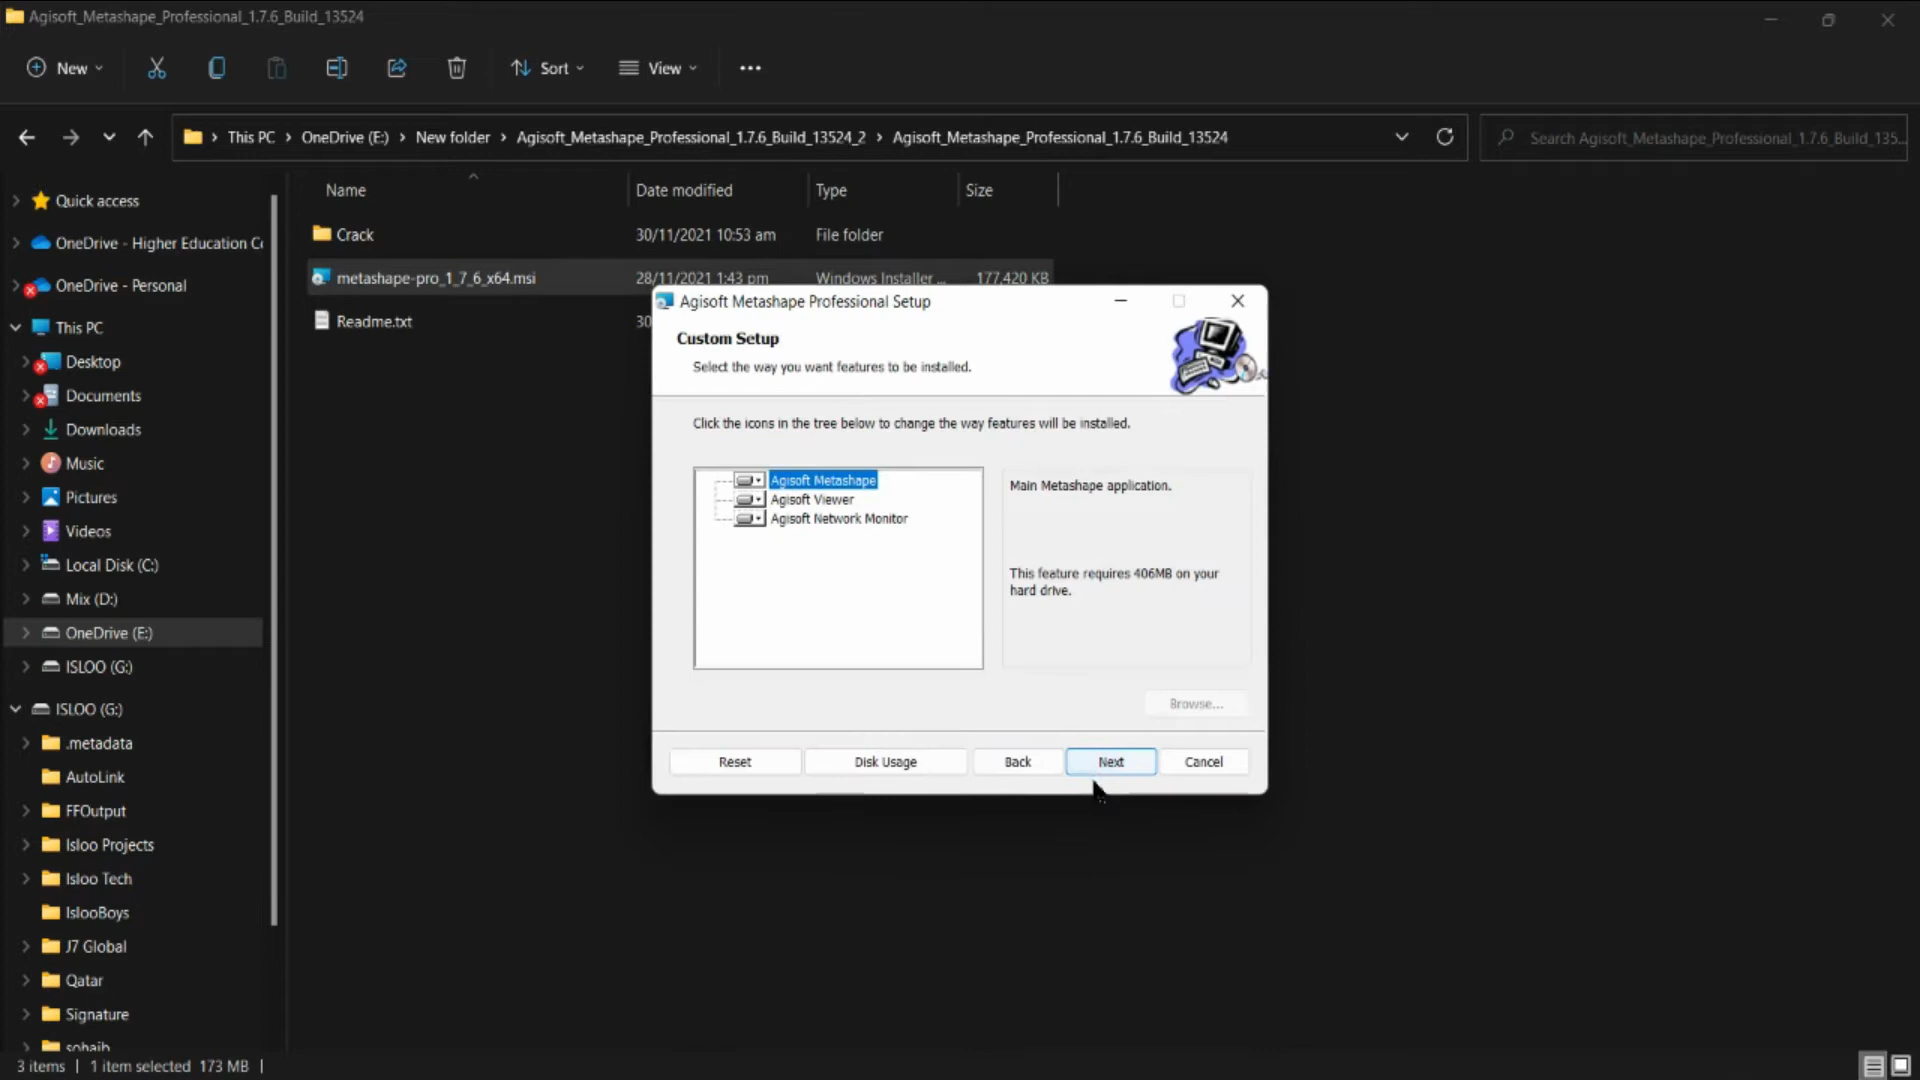 Agisoft_Metashape_Professional_1.7.6_Build_13524
New
Sort
View
This PC > OneDrive (E:) > New folder > Agisoft_Metashape_Professional_1.7.6_Build_13524_2 > Agisoft_Metashape_Professional_1.7.6_Build_13524
Search Agisoft_Metashape_Professional_1.7.6_Build_135...
Name Date modified Type Size
Crack 30/11/2021 10:53 am File folder
metashape-pro_1_7_6_x64.msi 28/11/2021 1:43 pm Windows Installer ... 177,420 KB
Readme.txt 30
Quick access
OneDrive - Higher Education
OneDrive - Personal
This PC
Desktop
Documents
Downloads
Music
Pictures
Videos
Local Disk (C:)
Mix (D:)
OneDrive (E:)
ISLOO (G:)
ISLOO (G:)
.metadata
AutoLink
FFOutput
Isloo Projects
Isloo Tech
IslooBoys
J7 Global
Qatar
Signature
sohaib
Agisoft Metashape Professional Setup
Custom Setup
Select the way you want features to be installed.
Click the icons in the tree below to change the way features will be installed.
Agisoft Metashape
Agisoft Viewer
Agisoft Network Monitor
Main Metashape application.
This feature requires 406MB on your
hard drive.
Browse...
Reset Disk Usage Back Next Cancel
3 items 1 item selected 173 MB